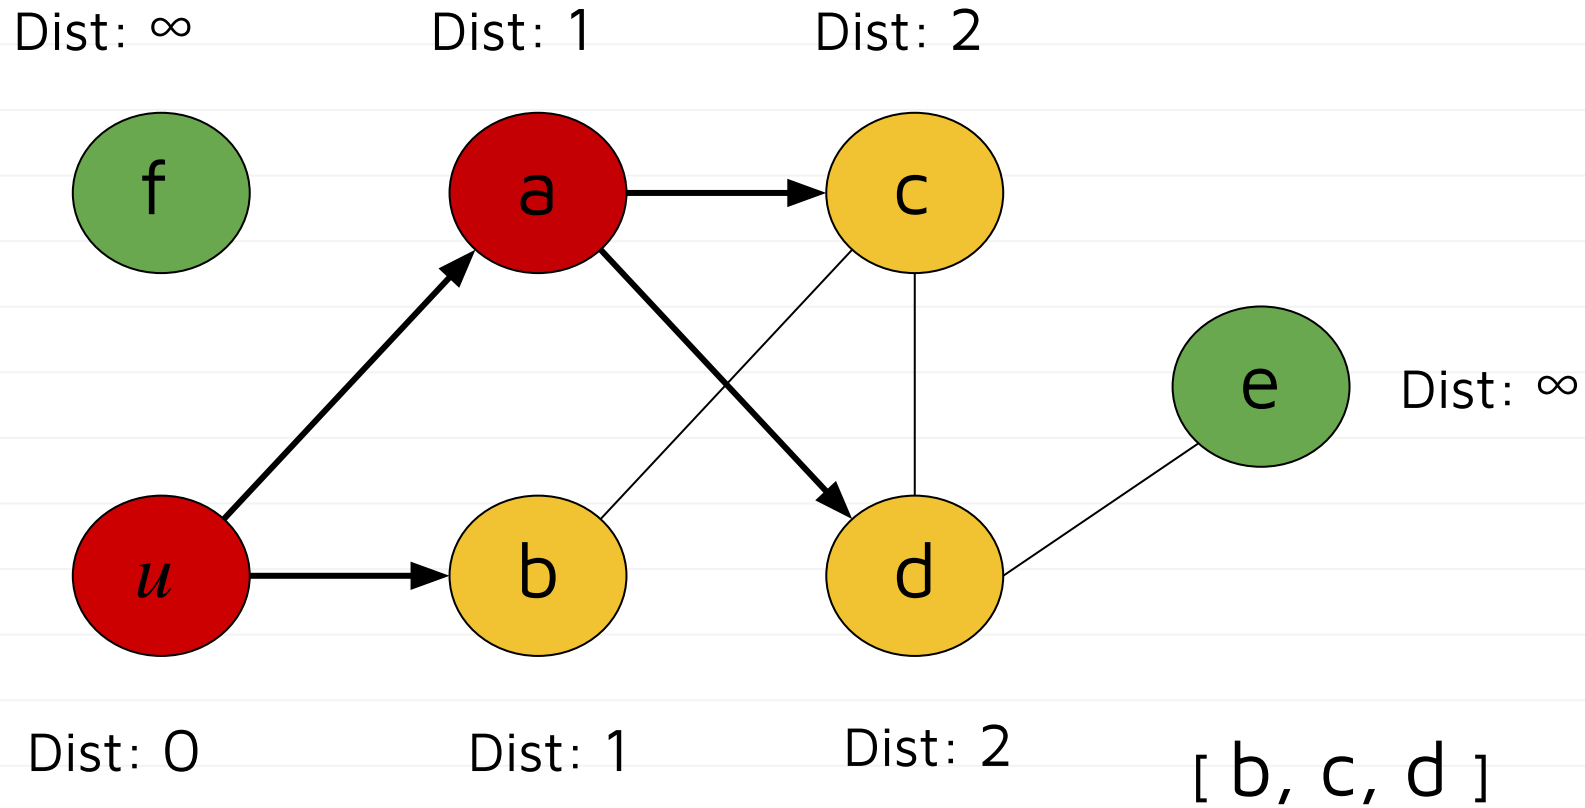 Dist: ∞
Dist: 1
Dist: 2
f
a
c
e
Dist: ∞
u
b
d
Dist: 0
Dist: 1
Dist: 2
[ b, c, d ]